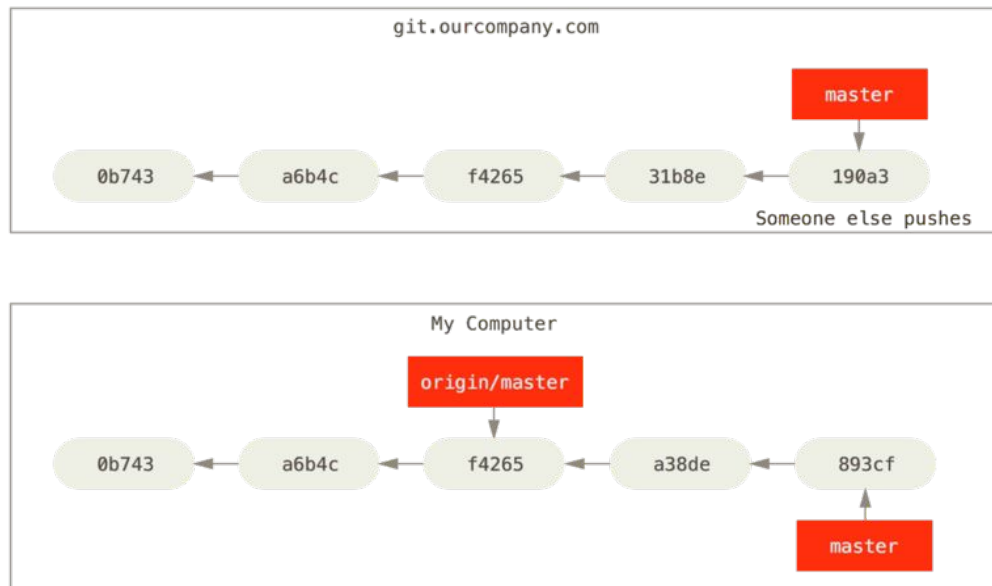 git.ourcompany.com
master
0b743 a6b4c f4265 31b8e 190a3
Someone else pushes
My Computer
origin/master
0b743 a6b4c f4265 a38de 893cf
master